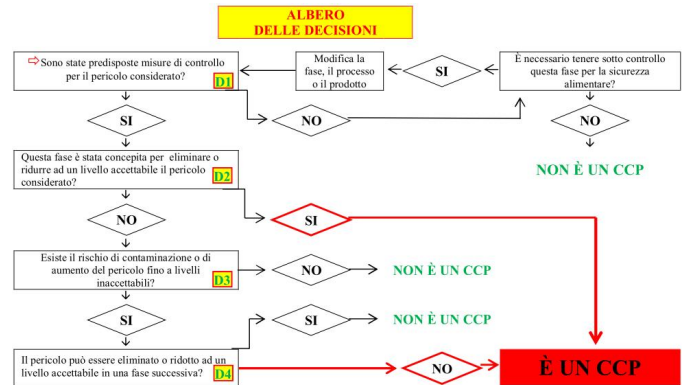 ALBERO
DELLE DECISIONI
⇨Sono state predisposte misure di controllo
per il pericolo considerato?
D1
Modifica la
fase, il processo
o il prodotto
SI
È necessario tenere sotto controllo
questa fase per la sicurezza
alimentare?
SI
NO
NO
NON È UN CCP
Questa fase è stata concepita per eliminare o
ridurre ad un livello accettabile il pericolo
considerato?
D2
NO
SI
Esiste il rischio di contaminazione o di
aumento del pericolo fino a livelli
inaccettabili?
D3
NO
NON È UN CCP
SI
SI
NON È UN CCP
Il pericolo può essere eliminato o ridotto ad un
livello accettabile in una fase successiva?
D4
NO
È UN CCP